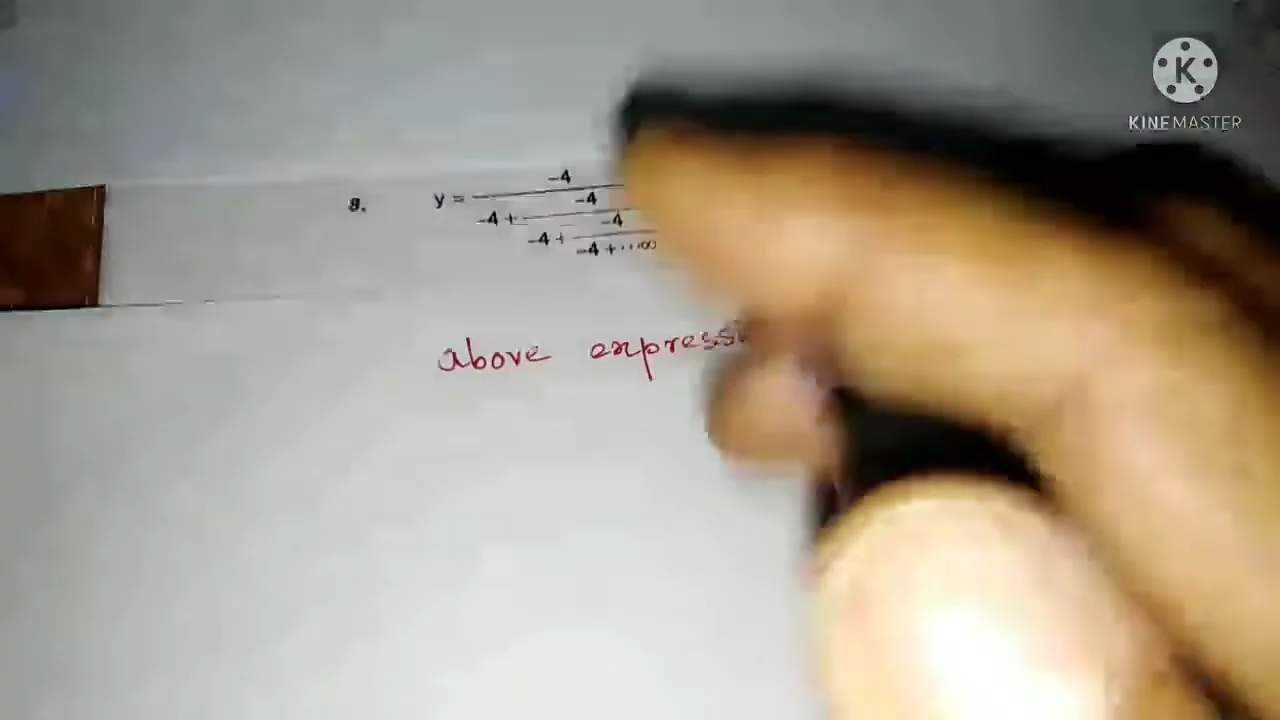 K
KINEMASTER
8. y = -4
-4
-4 + -4
-4 + -4 + ....∞
above